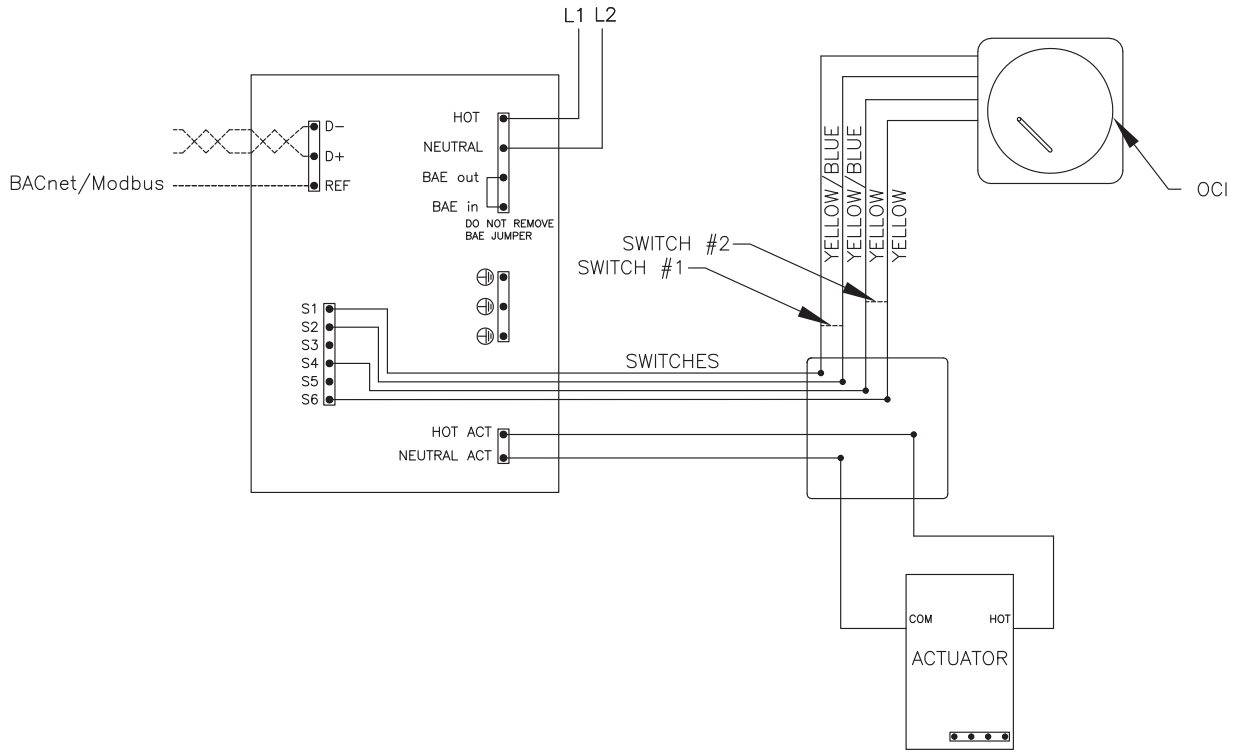 L1 L2
HOT
D-
NEUTRAL
D+
BAE out
BACnet/Modbus
REF
BAE in
DO NOT REMOVE
BAE JUMPER
YELLOW/BLUE
YELLOW/BLUE
YELLOW
YELLOW
OCI
SWITCH #2
SWITCH #1
S1
S2
S3
S4
S5
S6
SWITCHES
HOT ACT
NEUTRAL ACT
COM
HOT
ACTUATOR